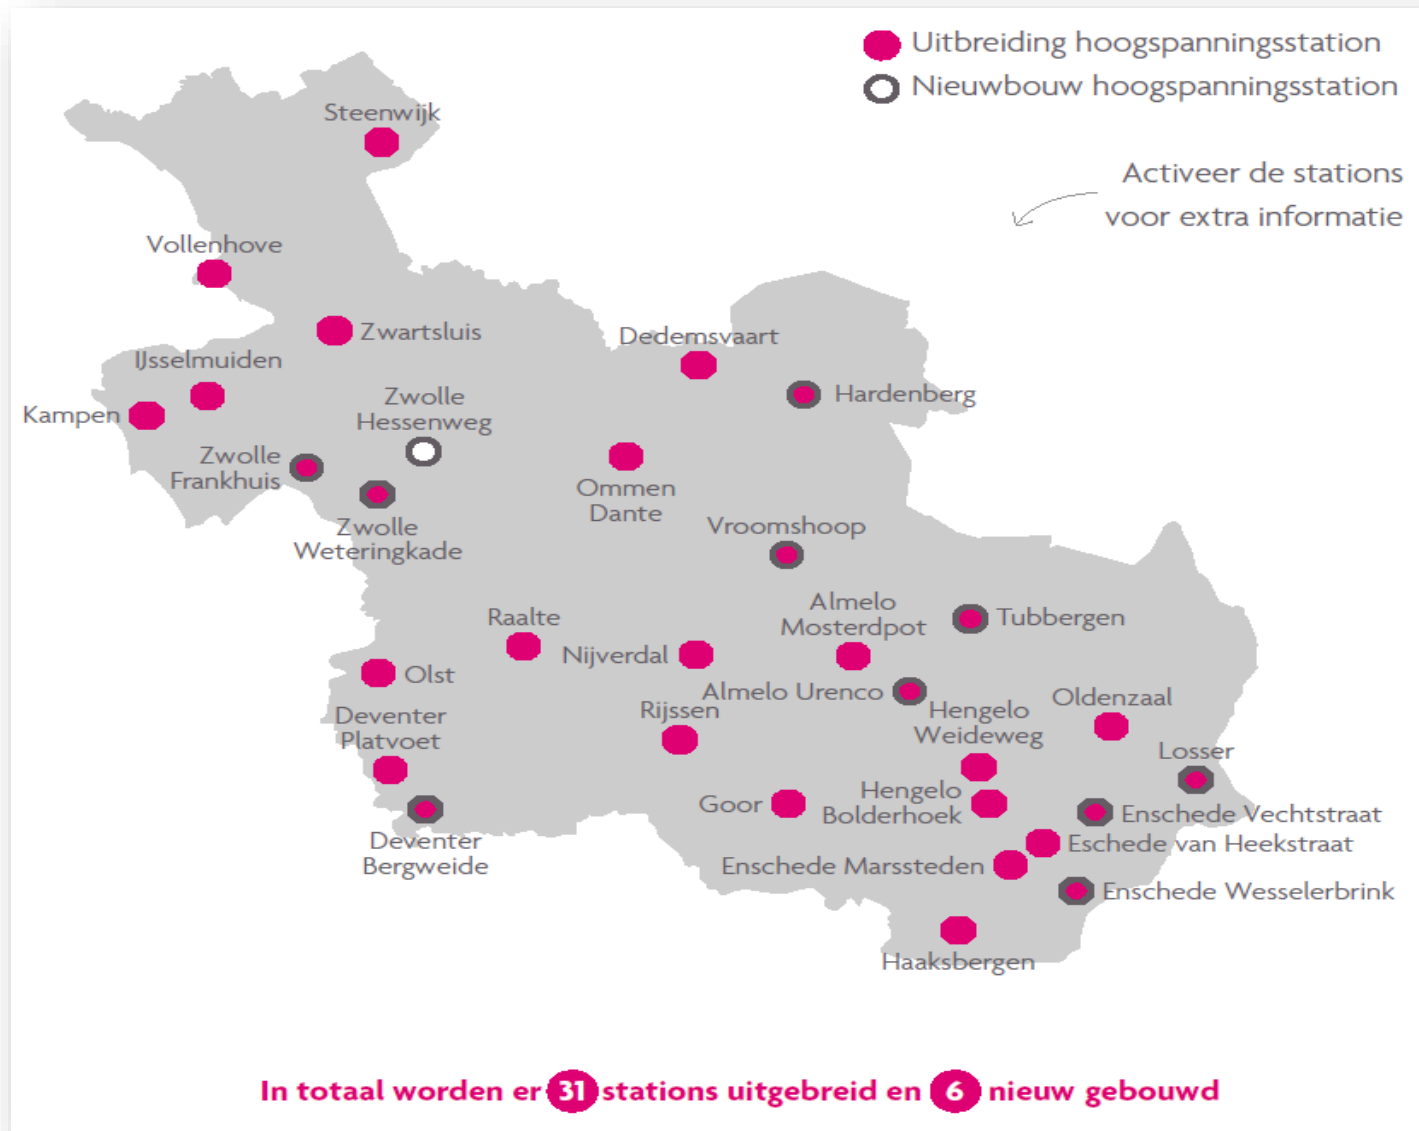 Uitbreiding hoogspanningsstation
Nieuwbouw hoogspanningsstation
Activeer de stations
voor extra informatie
Steenwijk
Vollenhove
Zwartsluis
IJsselmuiden
Kampen
Zwolle
Hessenweg
Zwolle
Frankhuis
Zwolle
Weteringkade
Dedemsvaart
Hardenberg
Ommen
Dante
Vroomshoop
Almelo
Mosterdpot
Tubbergen
Raalte
Nijverdal
Olst
Almelo Urenco
Oldenzaal
Deventer
Platvoet
Rijssen
Hengelo
Weideweg
Losser
Goor
Hengelo
Bolderhoek
Enschede Vechtstraat
Deventer
Bergweide
Eschede van Heekstraat
Enschede Marssteden
Enschede Wesselerbrink
Haaksbergen
In totaal worden er 31 stations uitgebreid en 6 nieuw gebouwd